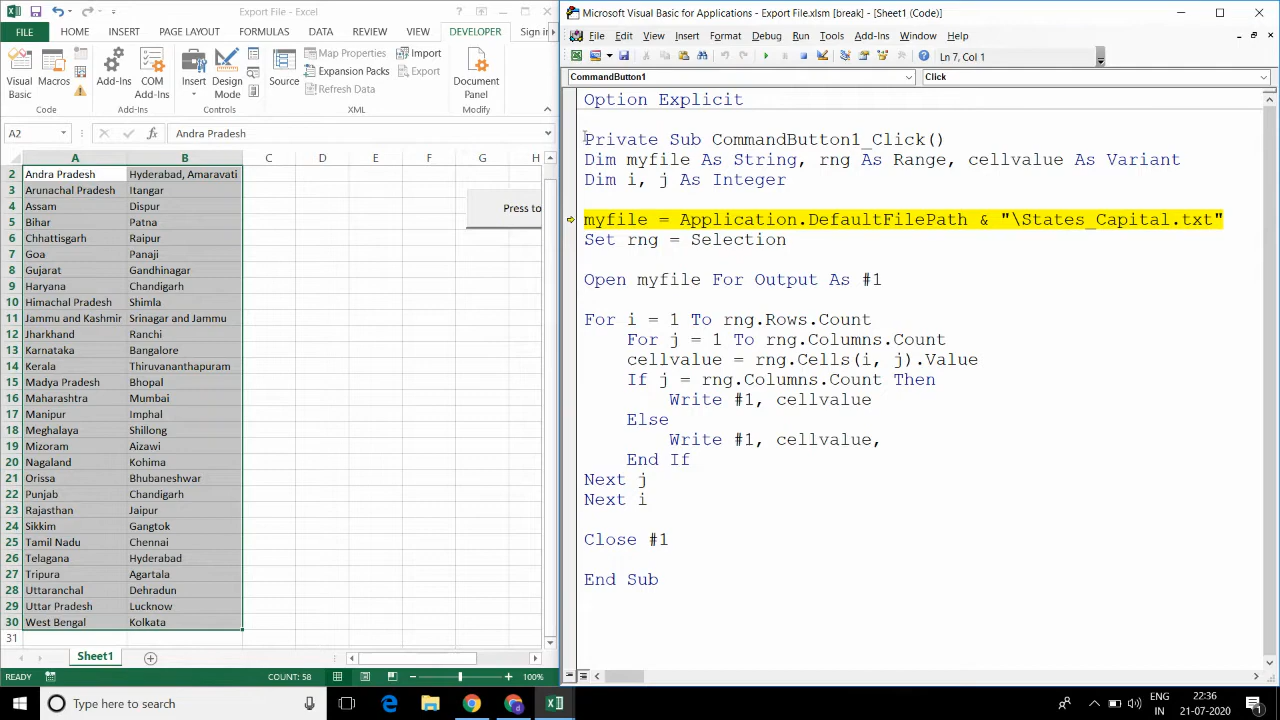 Export File - Excel
Sign in
FILE HOME INSERT PAGE LAYOUT FORMULAS DATA REVIEW VIEW DEVELOPER
Visual Basic Macros Add-Ins COM Add-Ins Insert Design Mode Source Map Properties Expansion Packs Refresh Data Import Export Document Panel
Code Add-Ins Controls XML Modify
A2 Andra Pradesh
A B C D E F G H
2 Andra Pradesh Hyderabad, Amaravati
3 Arunachal Pradesh Itangar
4 Assam Dispur
5 Bihar Patna
6 Chhattisgarh Raipur
7 Goa Panaji
8 Gujarat Gandhinagar
9 Haryana Chandigarh
10 Himachal Pradesh Shimla
11 Jammu and Kashmir Srinagar and Jammu
12 Jharkhand Ranchi
13 Karnataka Bangalore
14 Kerala Thiruvananthapuram
15 Madya Pradesh Bhopal
16 Maharashtra Mumbai
17 Manipur Imphal
18 Meghalaya Shillong
19 Mizoram Aizawi
20 Nagaland Kohima
21 Orissa Bhubaneshwar
22 Punjab Chandigarh
23 Rajasthan Jaipur
24 Sikkim Gangtok
25 Tamil Nadu Chennai
26 Telagana Hyderabad
27 Tripura Agartala
28 Uttaranchal Dehradun
29 Uttar Pradesh Lucknow
30 West Bengal Kolkata
31
Press to
Sheet1
READY COUNT: 58 100%
Microsoft Visual Basic for Applications - Export File.xlsm [break] - [Sheet1 (Code)]
File Edit View Insert Format Debug Run Tools Add-Ins Window Help
Ln 7, Col 1
CommandButton1 Click
Option Explicit
Private Sub CommandButton1_Click()
Dim myfile As String, rng As Range, cellvalue As Variant
Dim i, j As Integer
myfile = Application.DefaultFilePath & "\States_Capital.txt"
Set rng = Selection
Open myfile For Output As #1
For i = 1 To rng.Rows.Count
For j = 1 To rng.Columns.Count
cellvalue = rng.Cells(i, j).Value
If j = rng.Columns.Count Then
Write #1, cellvalue
Else
Write #1, cellvalue,
End If
Next j
Next i
Close #1
End Sub
Type here to search
ENG
IN
22:36
21-07-2020